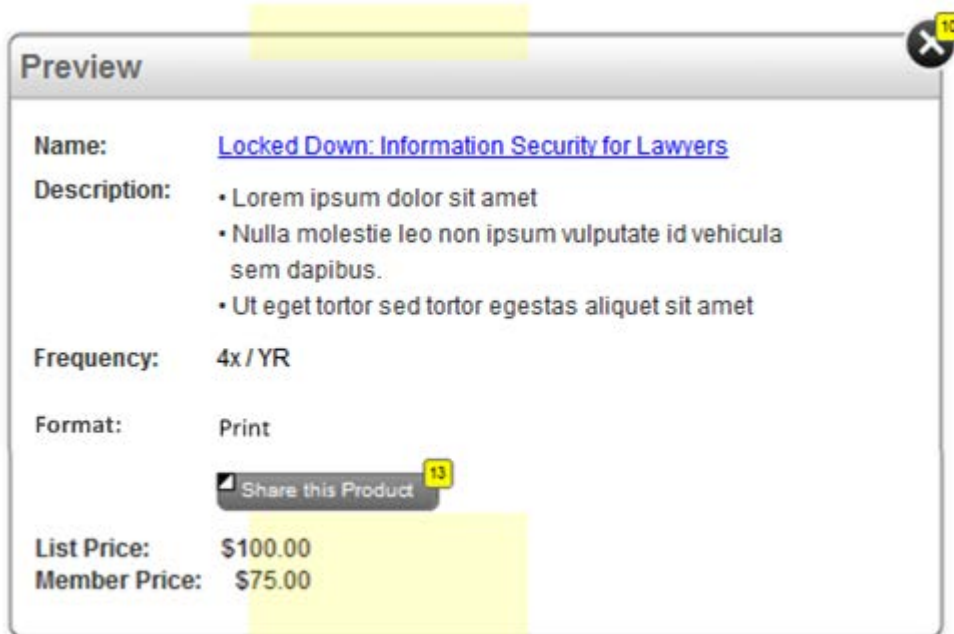 10
Preview
Name: Locked Down: Information Security for Lawyers
Description: • Lorem ipsum dolor sit amet
• Nulla molestie leo non ipsum vulputate id vehicula
sem dapibus.
• Ut eget tortor sed tortor egestas aliquet sit amet
Frequency: 4x / YR
Format: Print
Share this Product 13
List Price: $100.00
Member Price: $75.00